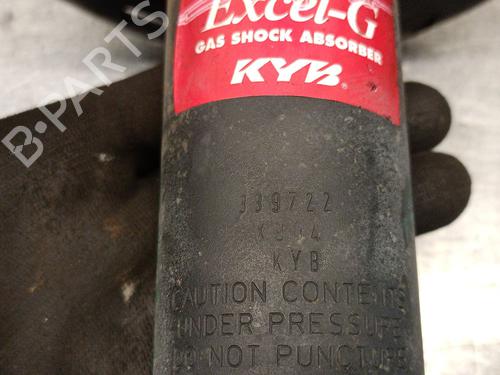 Excel-G
GAS SHOCK ABSORBER
KYB®
339722
KYB
CAUTION CONTENTS
UNDER PRESSURE
DO NOT PUNCTURE
B-PARTS